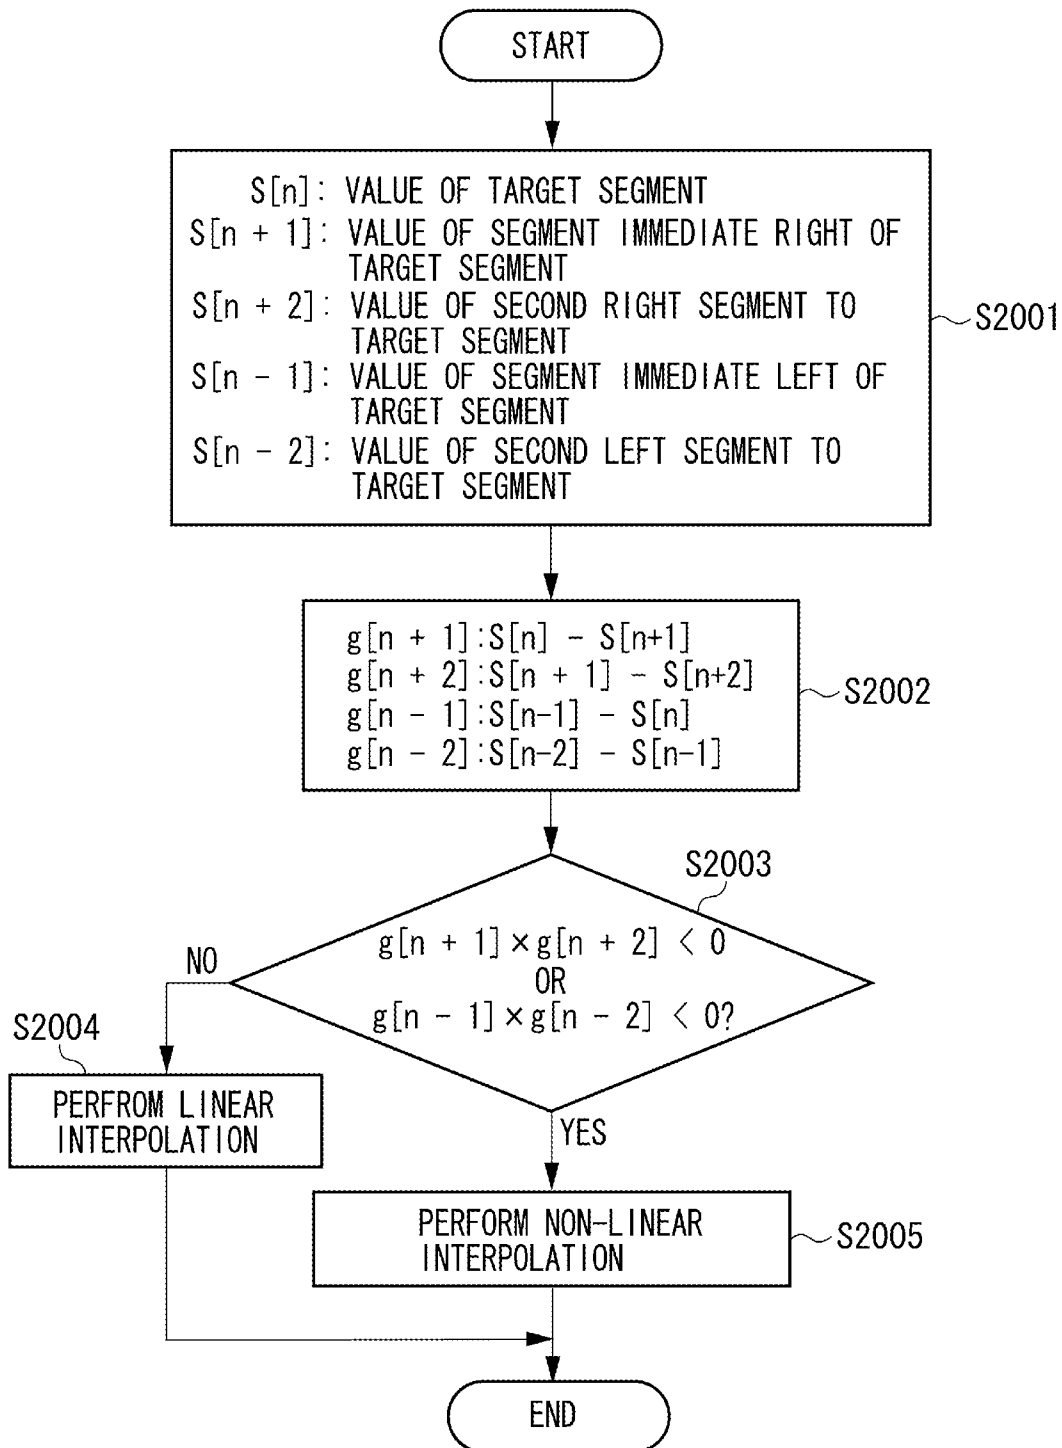 START
S[n]: VALUE OF TARGET SEGMENT
S[n + 1]: VALUE OF SEGMENT IMMEDIATE RIGHT OF
TARGET SEGMENT
S[n + 2]: VALUE OF SECOND RIGHT SEGMENT TO
TARGET SEGMENT
S[n - 1]: VALUE OF SEGMENT IMMEDIATE LEFT OF
TARGET SEGMENT
S[n - 2]: VALUE OF SECOND LEFT SEGMENT TO
TARGET SEGMENT
S2001
g[n + 1]:S[n] - S[n+1]
g[n + 2]:S[n + 1] - S[n+2]
g[n - 1]:S[n-1] - S[n]
g[n - 2]:S[n-2] - S[n-1]
S2002
S2003
g[n + 1]×g[n + 2] < 0
OR
g[n - 1]×g[n - 2] < 0?
NO
S2004
PERFROM LINEAR
INTERPOLATION
YES
PERFORM NON-LINEAR
INTERPOLATION
S2005
END